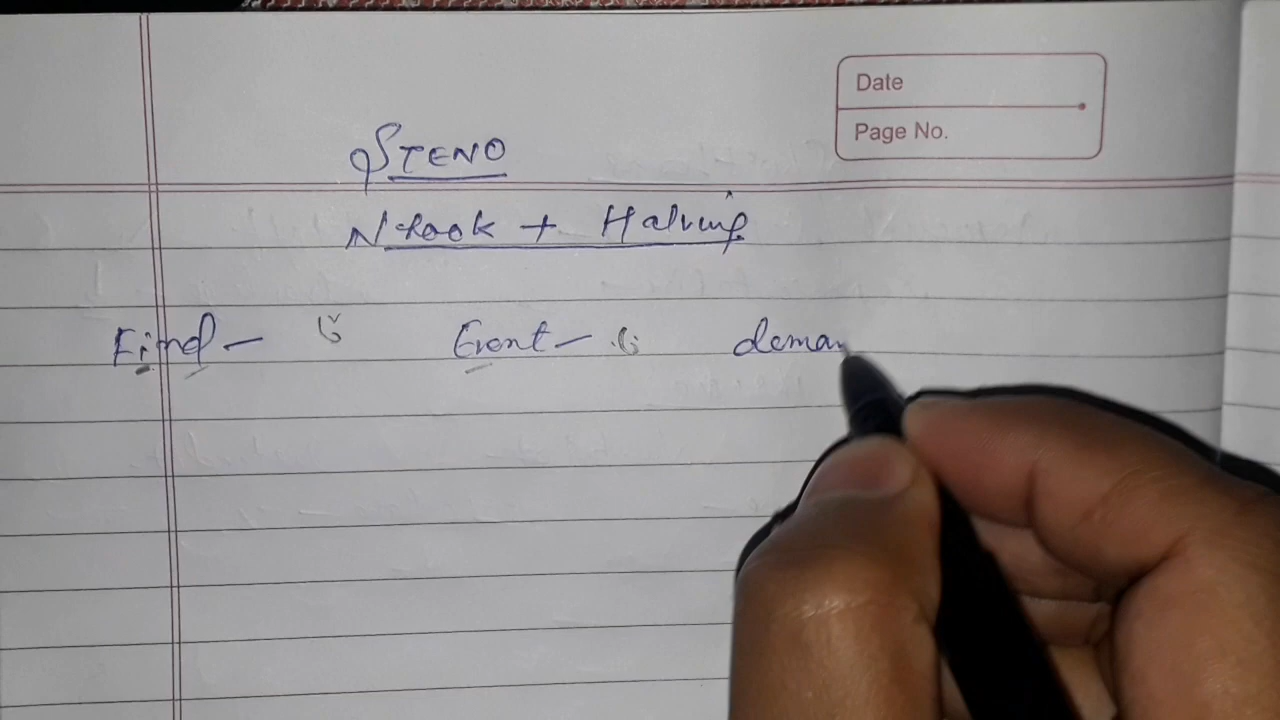 Date
Page No.
STENO
N-hook + Halving
Find - Event - deman